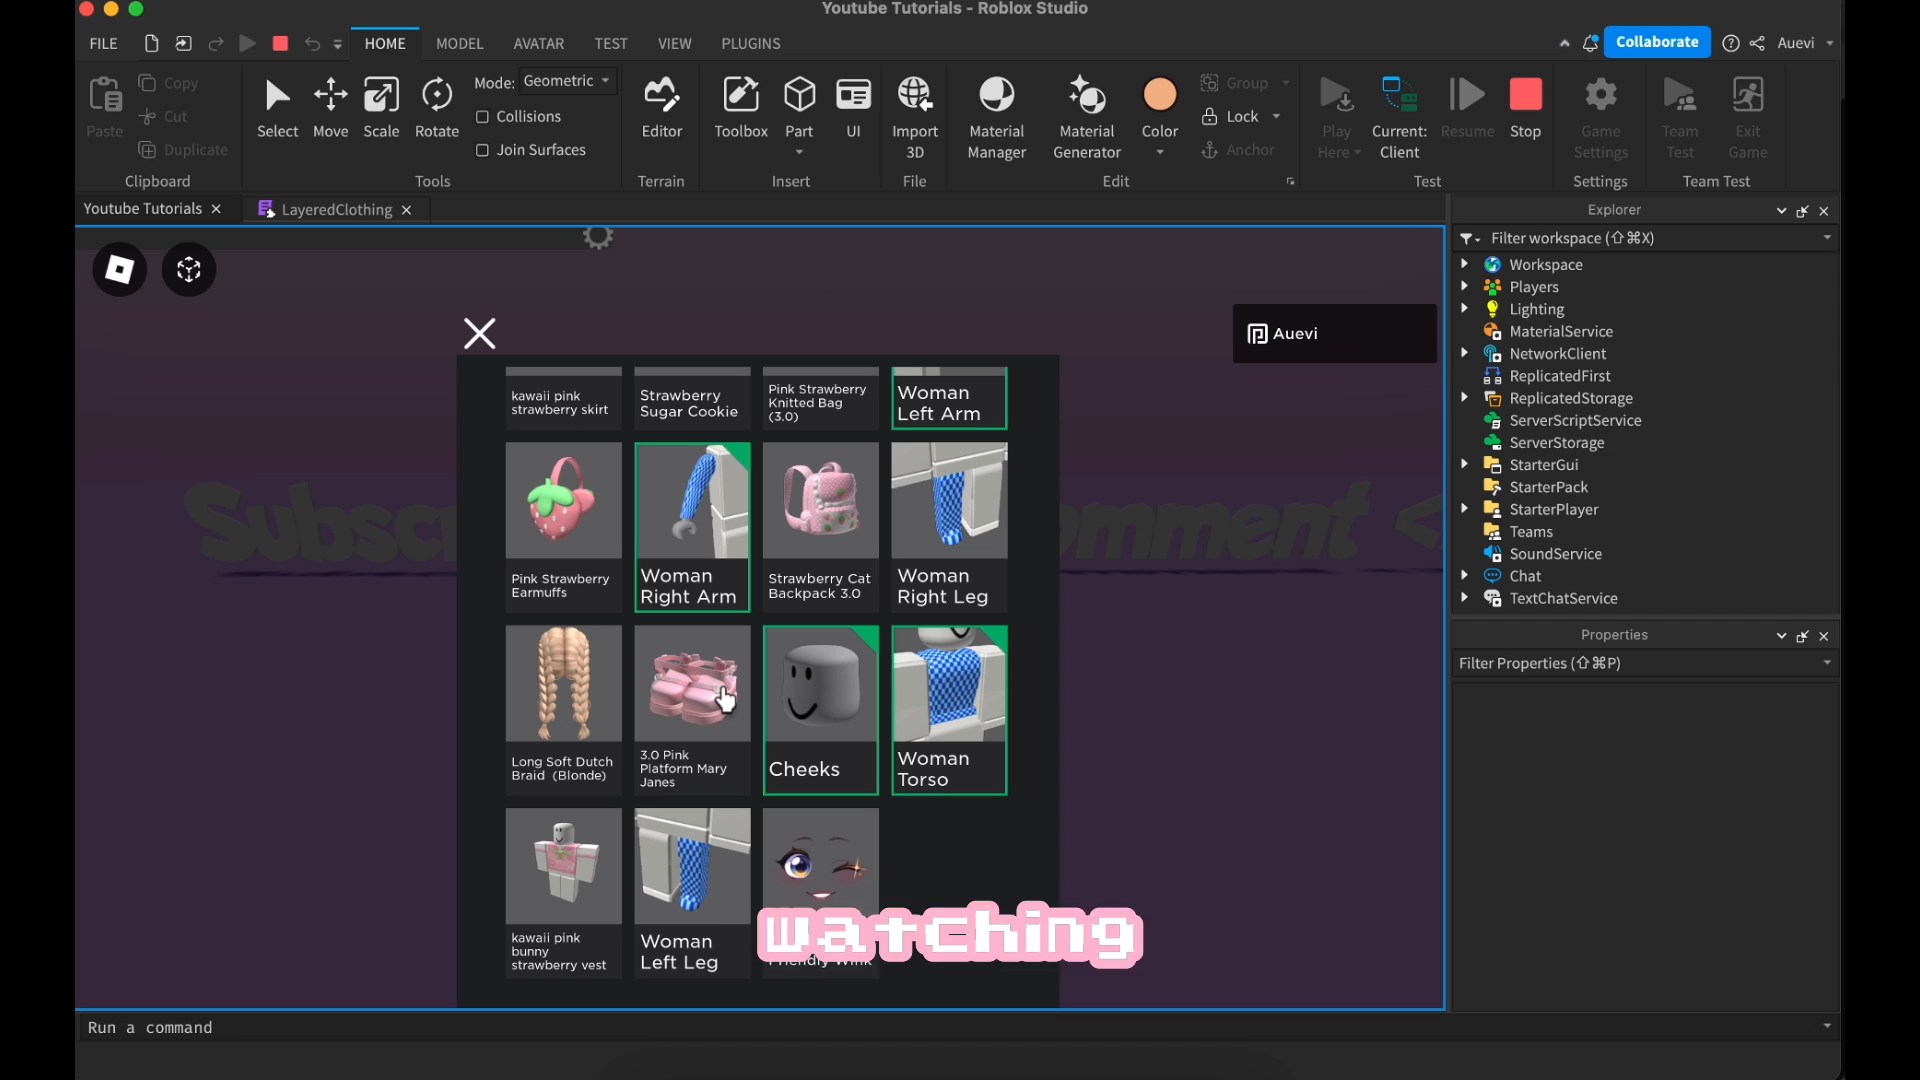 Youtube Tutorials - Roblox Studio
FILE HOME MODEL AVATAR TEST VIEW PLUGINS Collaborate Auevi
Paste Copy Cut Duplicate Clipboard
Select Move Scale Rotate Mode: Geometric
Collisions
Join Surfaces
Tools
Editor
Terrain
Toolbox Part UI
Insert
Import
3D
File
Material
Manager
Material
Generator
Color
Group
Lock
Anchor
Edit
Play
Here
Current:
Client
Resume Stop
Test
Game
Settings
Settings
Team
Test
Exit
Game
Team Test
Youtube Tutorials LayeredClothing
Auevi
kawaii pink
strawberry skirt
Strawberry
Sugar Cookie
Pink Strawberry
Knitted Bag
(3.0)
Woman
Left Arm
Pink Strawberry
Earmuffs
Woman
Right Arm
Strawberry Cat
Backpack 3.0
Woman
Right Leg
Long Soft Dutch
Braid (Blonde)
3.0 Pink
Platform Mary
Janes
Cheeks
Woman
Torso
kawaii pink
bunny
strawberry vest
Woman
Left Leg
Friendly Wink
watching
Explorer
Filter workspace (⇧⌘X)
Workspace
Players
Lighting
MaterialService
NetworkClient
ReplicatedFirst
ReplicatedStorage
ServerScriptService
ServerStorage
StarterGui
StarterPack
StarterPlayer
Teams
SoundService
Chat
TextChatService
Properties
Filter Properties (⇧⌘P)
Run a command